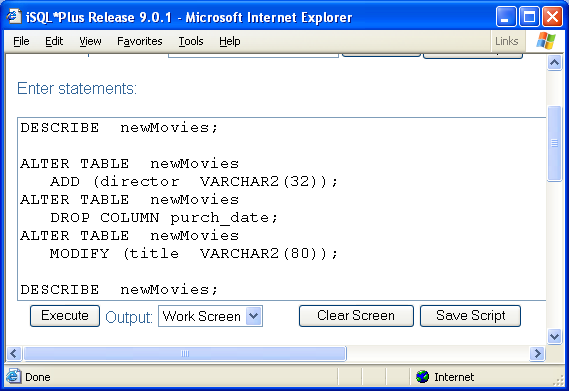 iSQL*Plus Release 9.0.1 - Microsoft Internet Explorer
File Edit View Favorites Tools Help Links
Enter statements:
DESCRIBE newMovies;
ALTER TABLE newMovies
ADD (director VARCHAR2(32));
ALTER TABLE newMovies
DROP COLUMN purch_date;
ALTER TABLE newMovies
MODIFY (title VARCHAR2(80));
DESCRIBE newMovies;
Execute Output: Work Screen Clear Screen Save Script
Done Internet